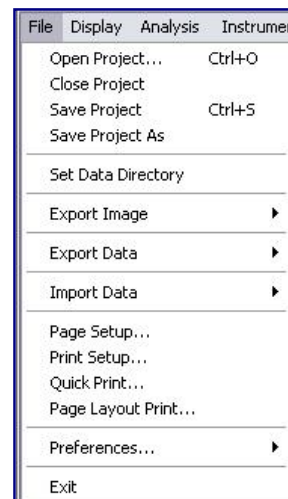 File Display Analysis Instrumen
Open Project... Ctrl+O
Close Project
Save Project Ctrl+S
Save Project As
Set Data Directory
Export Image
Export Data
Import Data
Page Setup...
Print Setup...
Quick Print...
Page Layout Print...
Preferences...
Exit